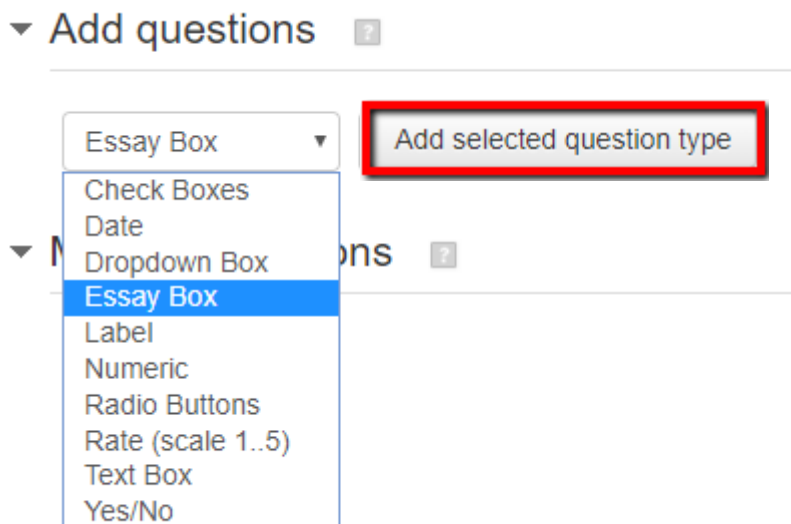 Add questions ?
Essay Box Add selected question type
Check Boxes
Date
Dropdown Box
Essay Box
Label
Numeric
Radio Buttons
Rate (scale 1..5)
Text Box
Yes/No
ons ?